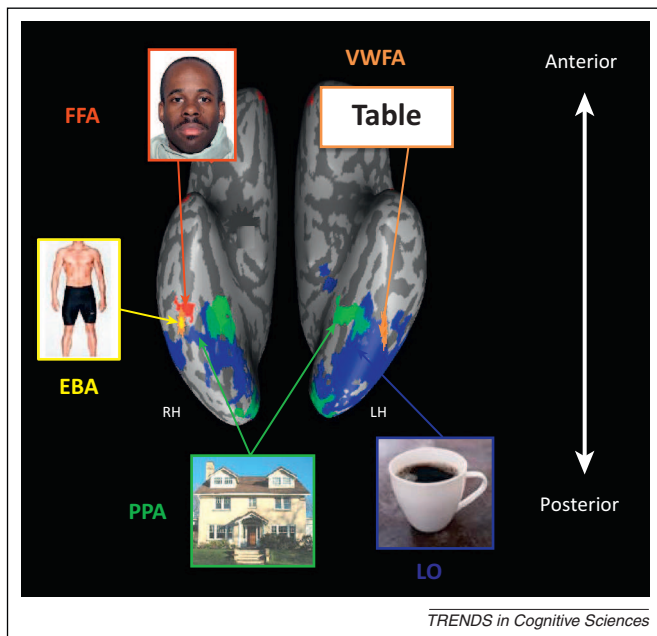 VWFA
Anterior
FFA
Table
EBA
RH
LH
PPA
Posterior
LO
TRENDS in Cognitive Sciences